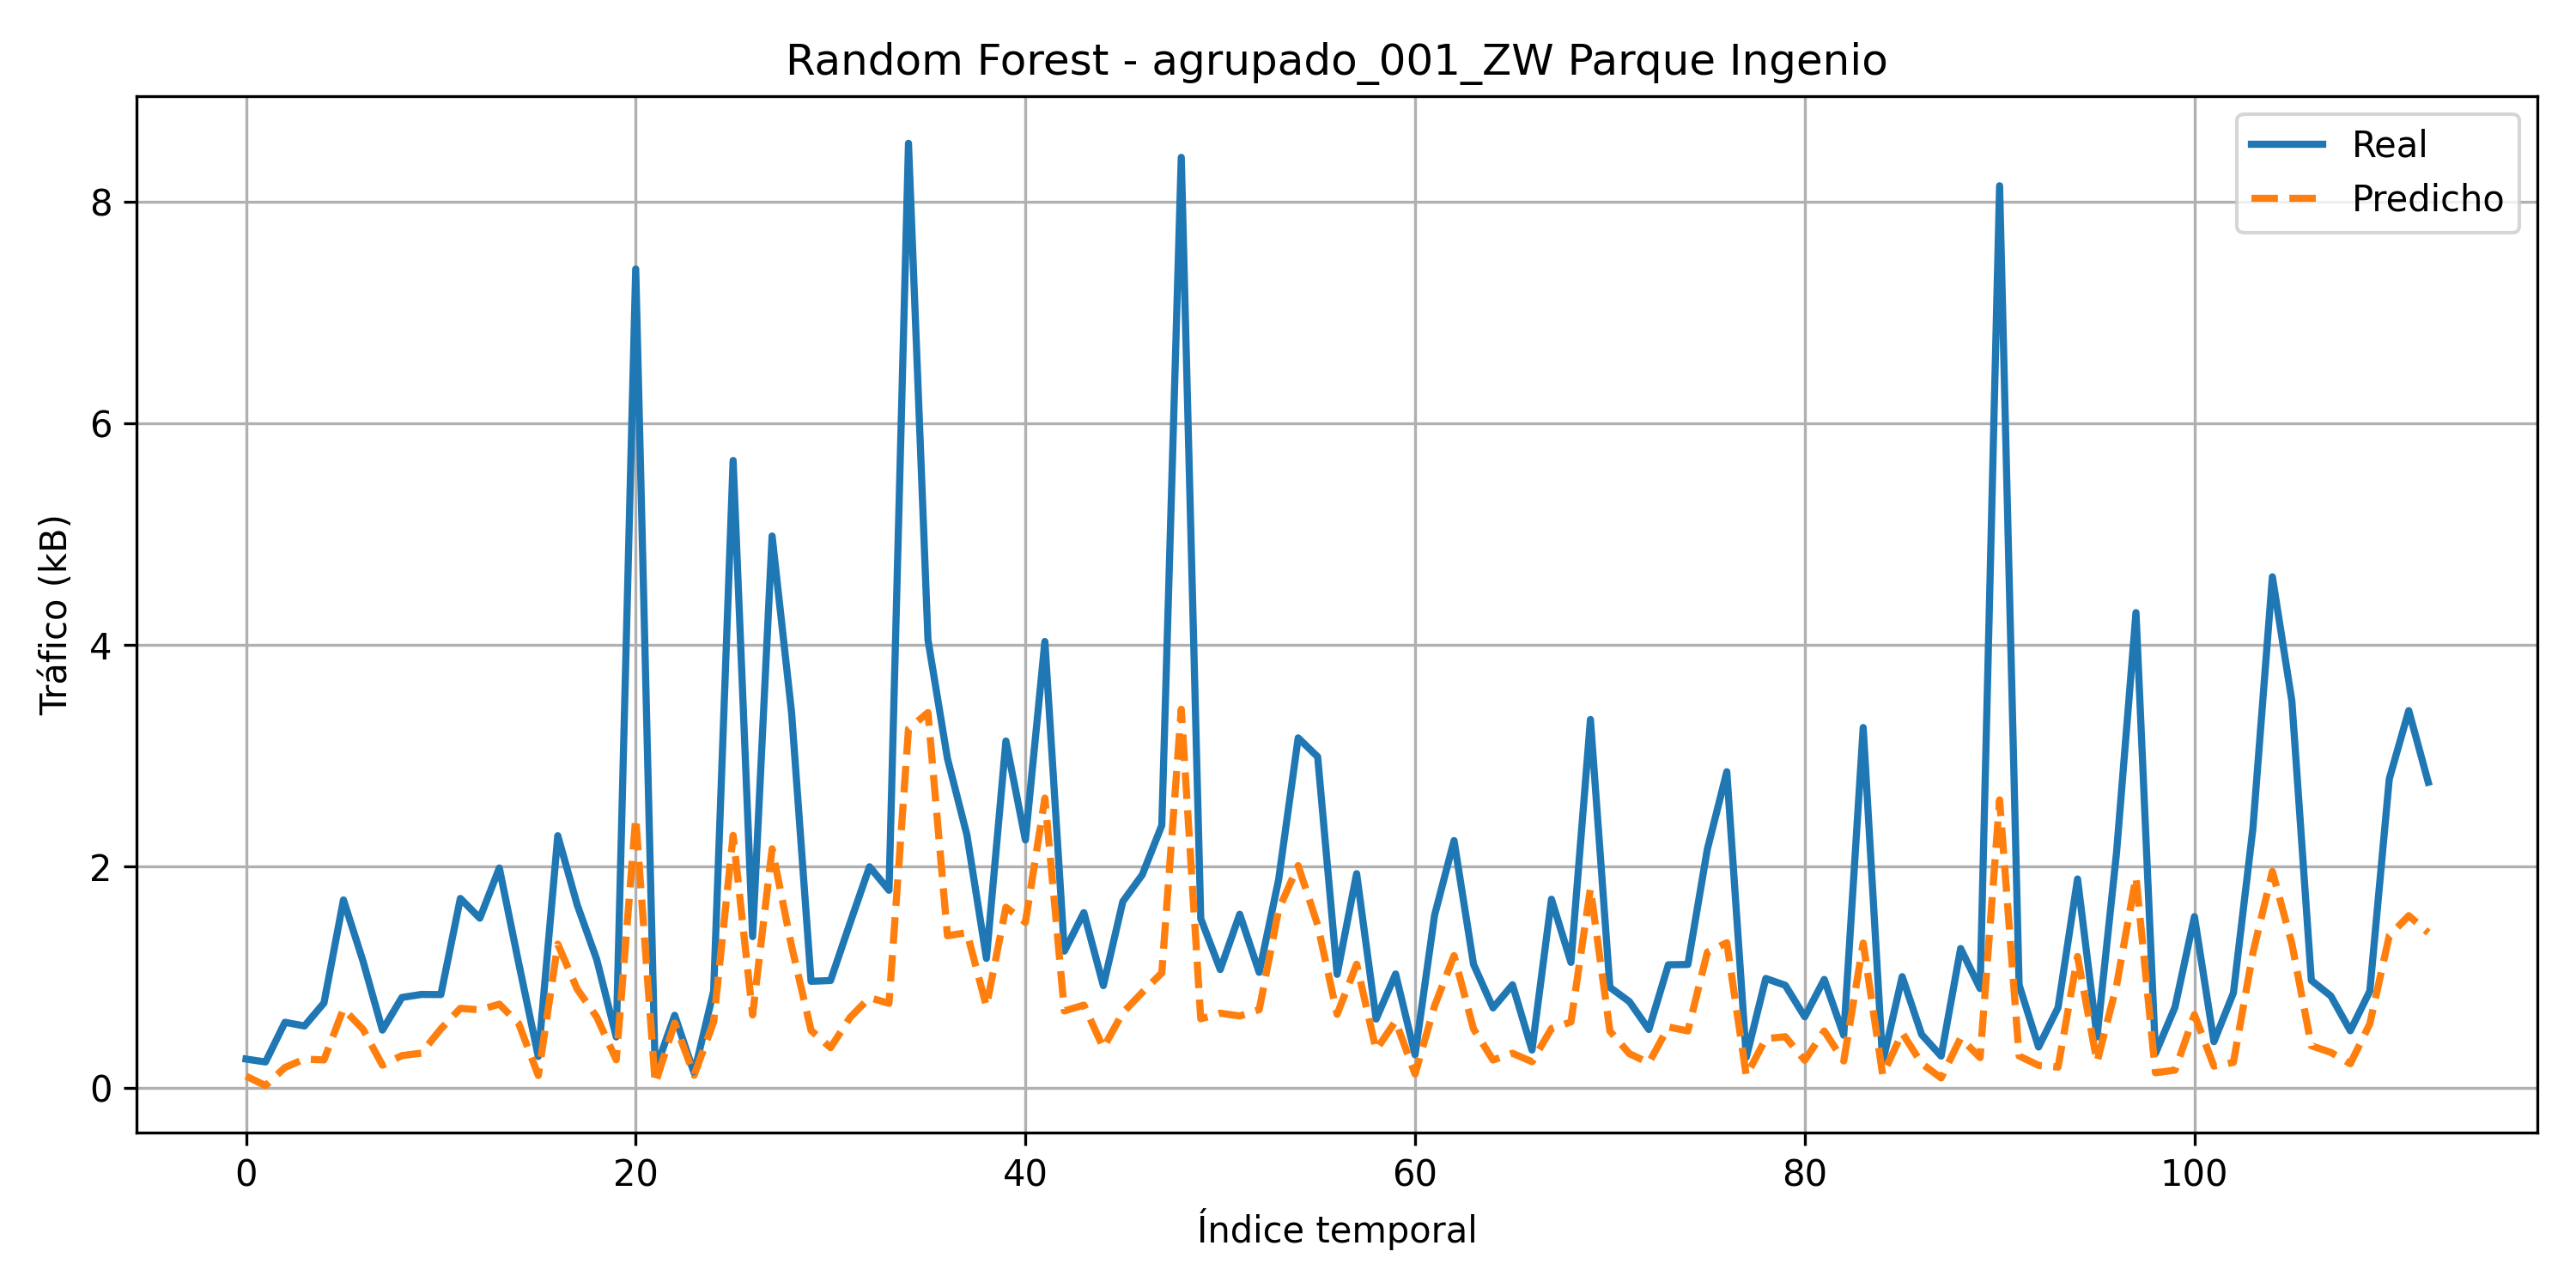 Random Forest - agrupado_001_ZW Parque Ingenio
Real
Predicho
Tráfico (kB)
8
6
4
2
0
0 20 40 60 80 100
Índice temporal